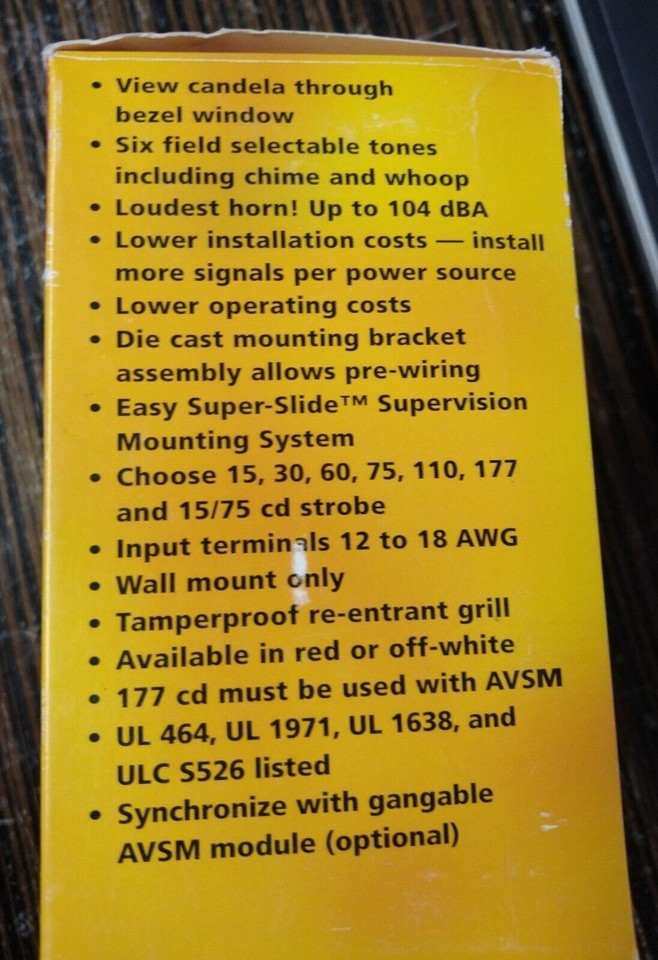 • View candela through
bezel window
• Six field selectable tones
including chime and whoop
• Loudest horn! Up to 104 dBA
• Lower installation costs — install
more signals per power source
• Lower operating costs
• Die cast mounting bracket
assembly allows pre-wiring
• Easy Super-Slide™ Supervision
Mounting System
• Choose 15, 30, 60, 75, 110, 177
and 15/75 cd strobe
• Input terminals 12 to 18 AWG
• Wall mount only
• Tamperproof re-entrant grill
• Available in red or off-white
• 177 cd must be used with AVSM
• UL 464, UL 1971, UL 1638, and
ULC S526 listed
• Synchronize with gangable
AVSM module (optional)